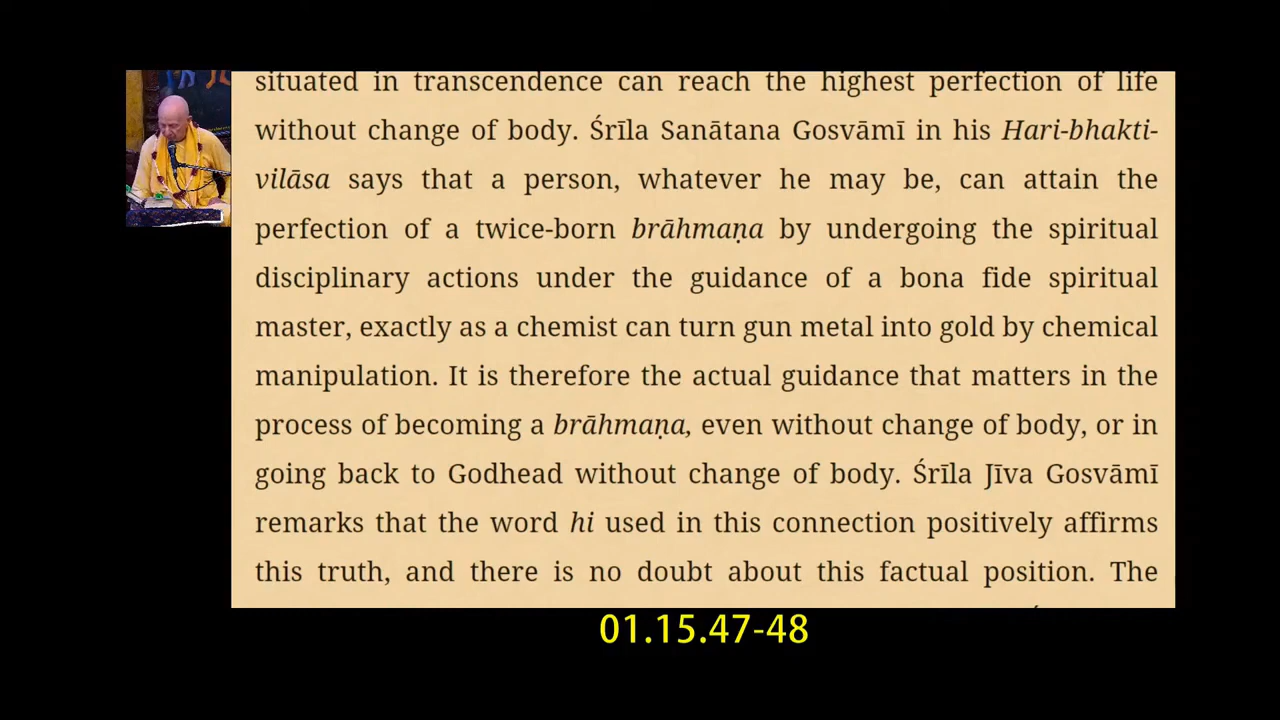 situated in transcendence can reach the highest perfection of life
without change of body. Śrīla Sanātana Gosvāmī in his Hari-bhakti-
vilāsa says that a person, whatever he may be, can attain the
perfection of a twice-born brāhmaṇa by undergoing the spiritual
disciplinary actions under the guidance of a bona fide spiritual
master, exactly as a chemist can turn gun metal into gold by chemical
manipulation. It is therefore the actual guidance that matters in the
process of becoming a brāhmaṇa, even without change of body, or in
going back to Godhead without change of body. Śrīla Jīva Gosvāmī
remarks that the word hi used in this connection positively affirms
this truth, and there is no doubt about this factual position. The
01.15.47-48